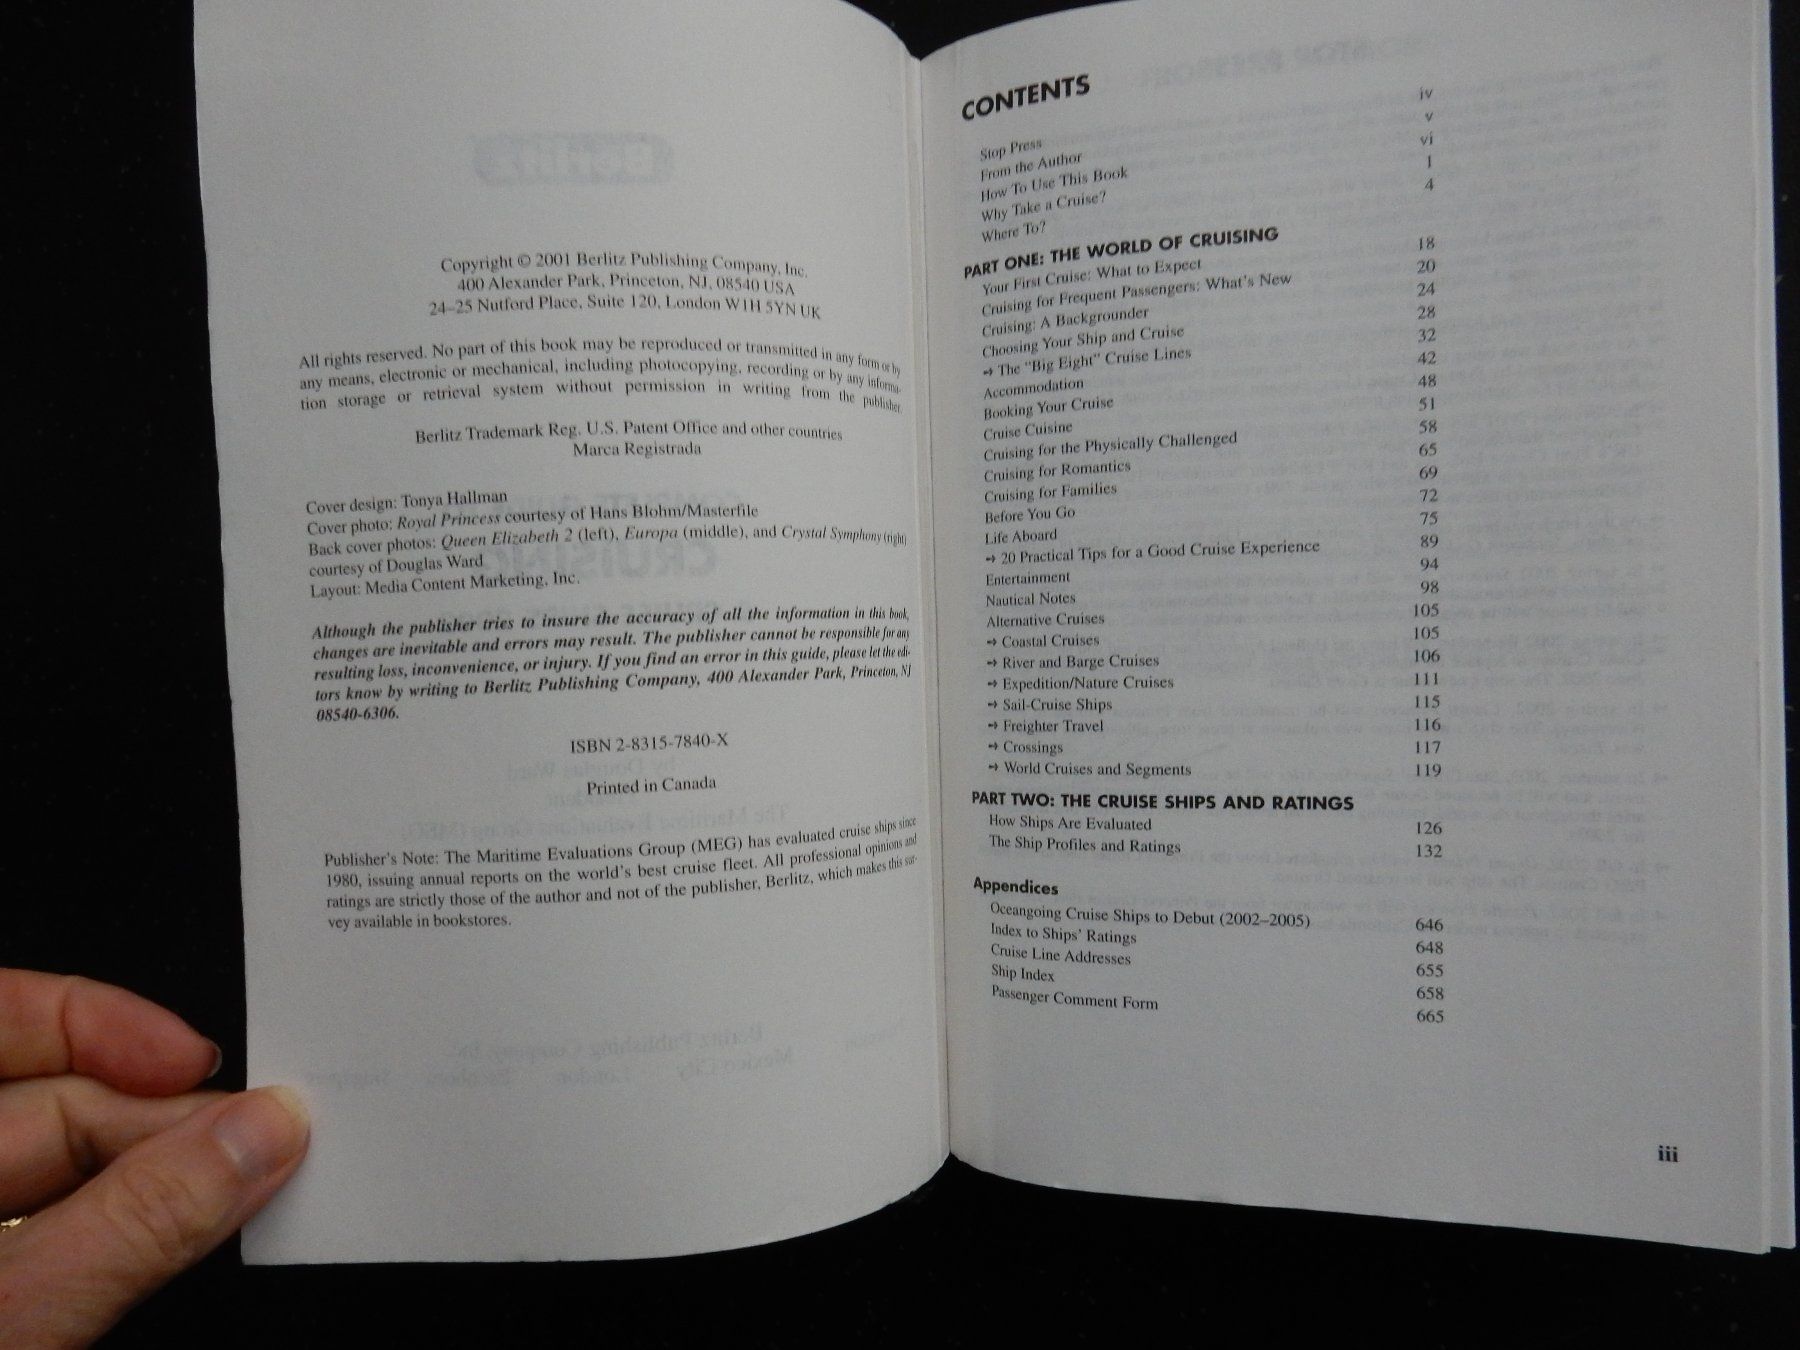 Copyright © 2001 Berlitz Publishing Company, Inc.
400 Alexander Park, Princeton, NJ, 08540 USA
24–25 Nutford Place, Suite 120, London W1H 5YN UK
All rights reserved. No part of this book may be reproduced or transmitted in any form or by
any means, electronic or mechanical, including photocopying, recording or by any informa-
tion storage or retrieval system without permission in writing from the publisher.
Berlitz Trademark Reg. U.S. Patent Office and other countries
Marca Registrada
Cover design: Tonya Hallman
Cover photo: Royal Princess courtesy of Hans Blohm/Masterfile
Back cover photos: Queen Elizabeth 2 (left), Europa (middle), and Crystal Symphony (right)
courtesy of Douglas Ward
Layout: Media Content Marketing, Inc.
Although the publisher tries to insure the accuracy of all the information in this book,
changes are inevitable and errors may result. The publisher cannot be responsible for any
resulting loss, inconvenience, or injury. If you find an error in this guide, please let the edi-
tors know by writing to Berlitz Publishing Company, 400 Alexander Park, Princeton, NJ
08540-6306.
ISBN 2-8315-7840-X
Printed in Canada
Publisher's Note: The Maritime Evaluations Group (MEG) has evaluated cruise ships since
1980, issuing annual reports on the world's best cruise fleet. All professional opinions and
ratings are strictly those of the author and not of the publisher, Berlitz, which makes this sur-
vey available in bookstores.
CONTENTS
Stop Press iv
From the Author v
How To Use This Book vi
Why Take a Cruise? 1
Where To? 4
PART ONE: THE WORLD OF CRUISING
Your First Cruise: What to Expect 18
Cruising for Frequent Passengers: What's New 20
Cruising: A Backgrounder 24
Choosing Your Ship and Cruise 28
→ The "Big Eight" Cruise Lines 32
Accommodation 42
Booking Your Cruise 48
Cruise Cuisine 51
Cruising for the Physically Challenged 58
Cruising for Romantics 65
Cruising for Families 69
Before You Go 72
Life Aboard 75
→ 20 Practical Tips for a Good Cruise Experience 89
Entertainment 94
Nautical Notes 98
Alternative Cruises 105
→ Coastal Cruises 105
→ River and Barge Cruises 106
→ Expedition/Nature Cruises 111
→ Sail-Cruise Ships 115
→ Freighter Travel 116
→ Crossings 117
→ World Cruises and Segments 119
PART TWO: THE CRUISE SHIPS AND RATINGS
How Ships Are Evaluated 126
The Ship Profiles and Ratings 132
Appendices
Oceangoing Cruise Ships to Debut (2002–2005) 646
Index to Ships' Ratings 648
Cruise Line Addresses 655
Ship Index 658
Passenger Comment Form 665
iii